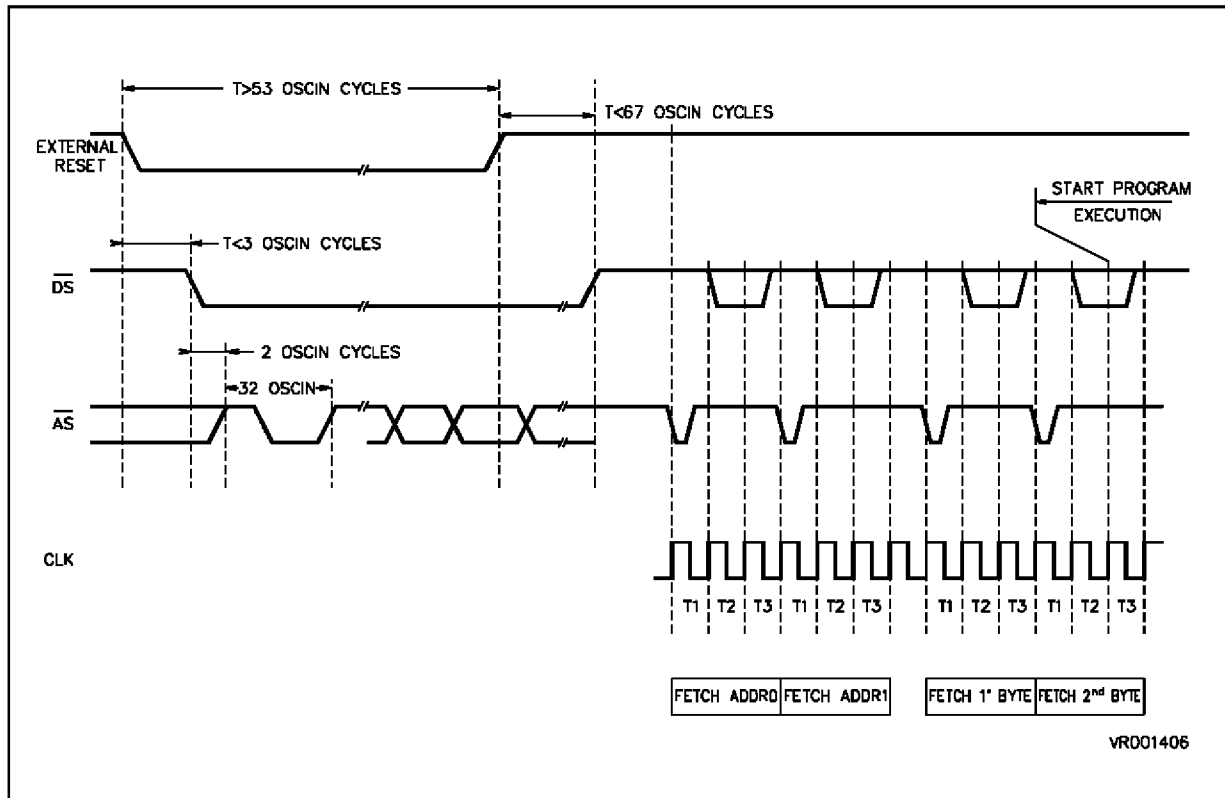 T>53 OSCIN CYCLES
T<67 OSCIN CYCLES
EXTERNAL
RESET
START PROGRAM
EXECUTION
T<3 OSCIN CYCLES
DS
2 OSCIN CYCLES
32 OSCIN
AS
CLK
T1 T2 T3 T1 T2 T3 T1 T2 T3 T1 T2 T3
FETCH ADDR0 FETCH ADDR1 FETCH 1° BYTE FETCH 2nd BYTE
VR001406